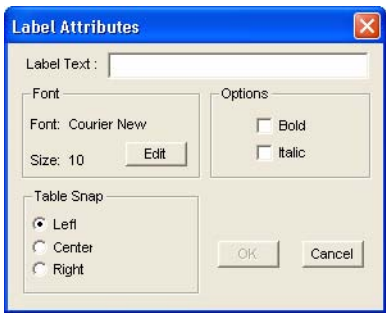 Label Attributes
Label Text :
Font
Options
Font: Courier New
Bold
Size: 10
Edit
Italic
Table Snap
Left
Center
Right
OK
Cancel